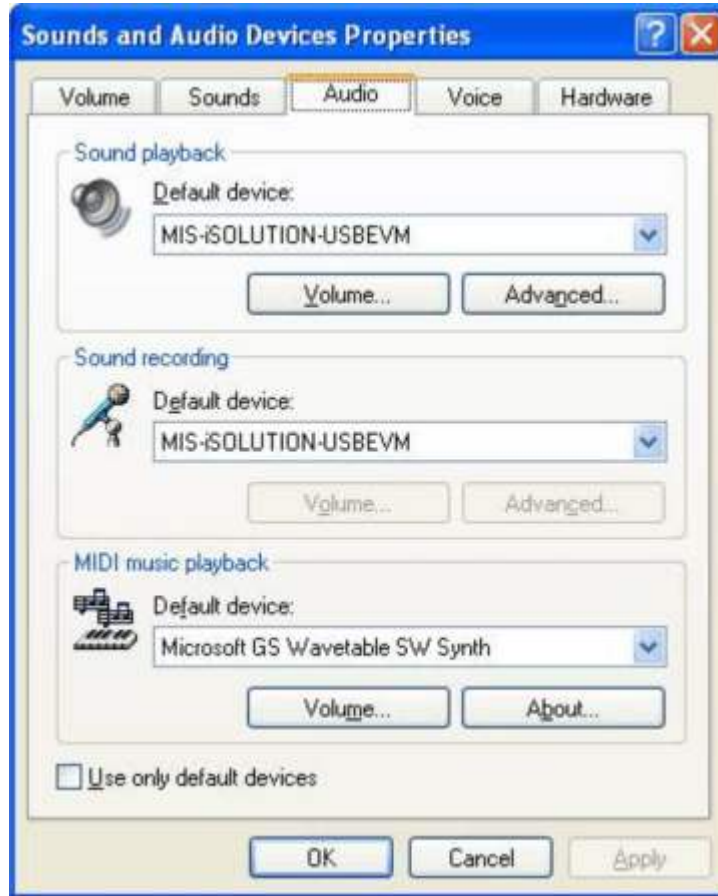 Sounds and Audio Devices Properties
?
Volume Sounds Audio Voice Hardware
Sound playback
Default device:
MIS-iSOLUTION-USBEVM
Volume... Advanced...
Sound recording
Default device:
MIS-iSOLUTION-USBEVM
Volume... Advanced...
MIDI music playback
Default device:
Microsoft GS Wavetable SW Synth
Volume... About...
Use only default devices
OK Cancel Apply